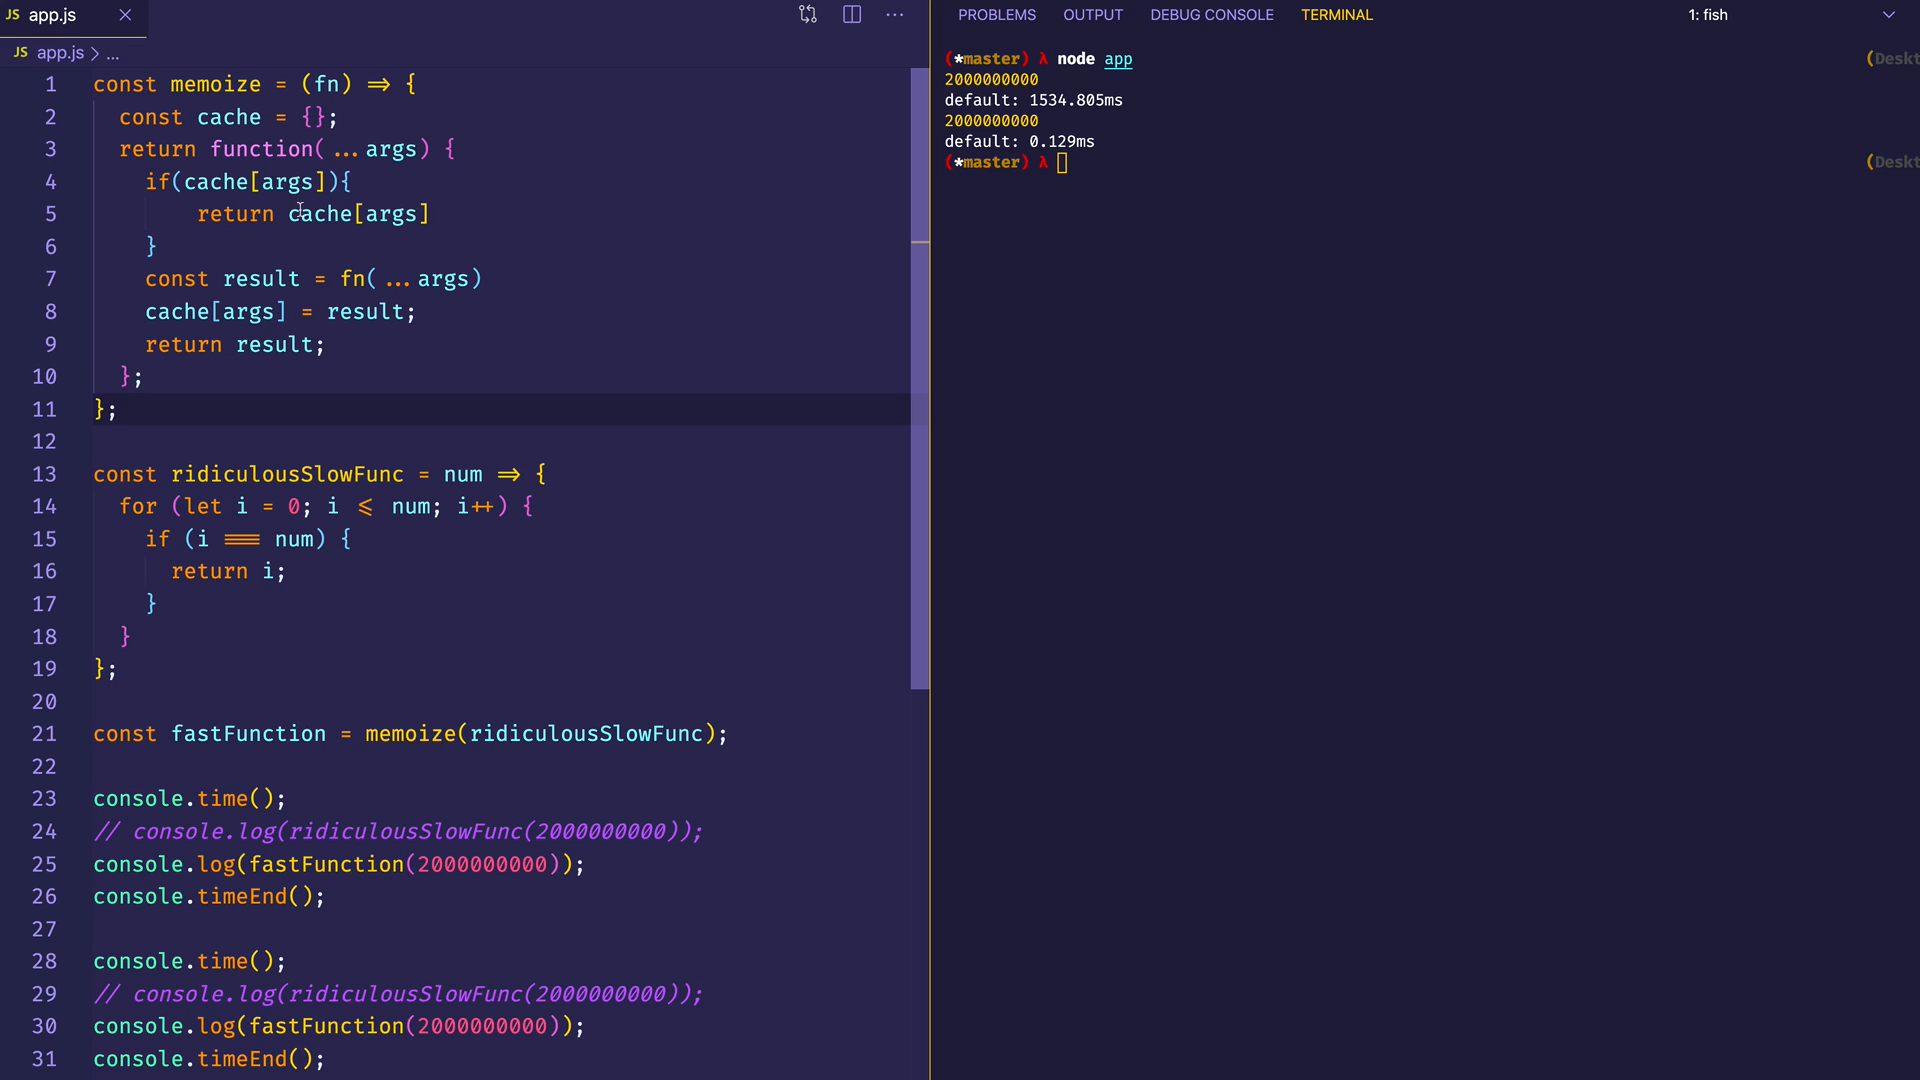 JS app.js
JS app.js > ...
1 const memoize = (fn) => {
2 const cache = {};
3 return function(...args) {
4 if(cache[args]){
5 return cache[args]
6 }
7 const result = fn(...args)
8 cache[args] = result;
9 return result;
10 };
11 };
12
13 const ridiculousSlowFunc = num => {
14 for (let i = 0; i <= num; i++) {
15 if (i === num) {
16 return i;
17 }
18 }
19 };
20
21 const fastFunction = memoize(ridiculousSlowFunc);
22
23 console.time();
24 // console.log(ridiculousSlowFunc(2000000000));
25 console.log(fastFunction(2000000000));
26 console.timeEnd();
27
28 console.time();
29 // console.log(ridiculousSlowFunc(2000000000));
30 console.log(fastFunction(2000000000));
31 console.timeEnd();
PROBLEMS OUTPUT DEBUG CONSOLE TERMINAL 1: fish
(*master) λ node app (Deskt
2000000000
default: 1534.805ms
2000000000
default: 0.129ms
(*master) λ (Deskt